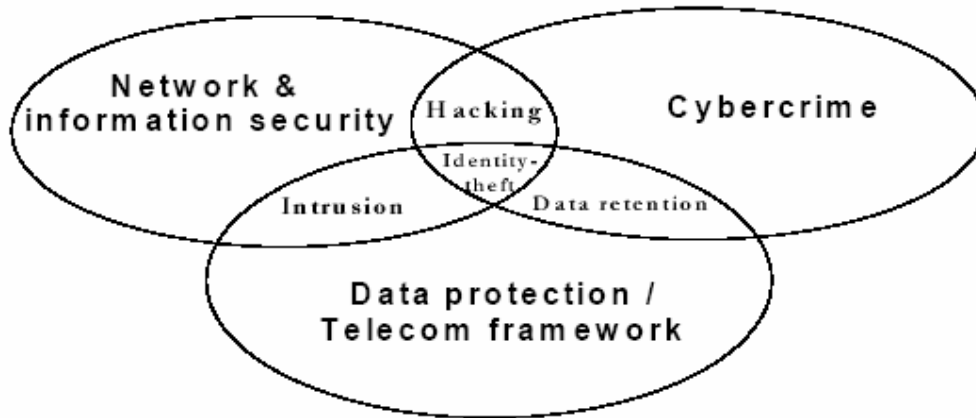 Network &
information security
Hacking
Cybercrime
Identity-
theft
Intrusion
Data retention
Data protection /
Telecom framework